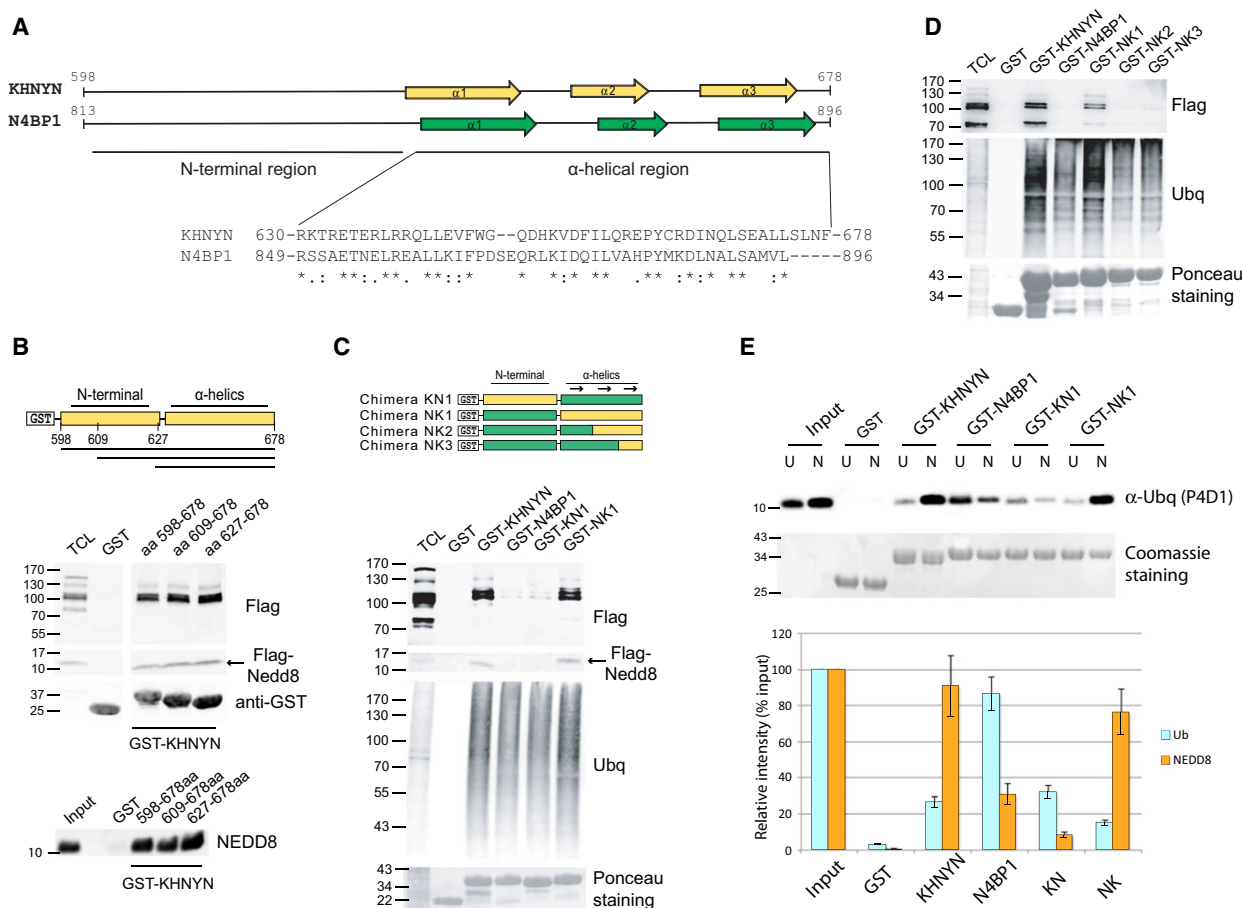 A
598
678
KHNYN
α1
α2
α3
813
896
N4BP1
α1
α2
α3
N-terminal region
α-helical region
KHNYN 630-RKTRETERLRRQLLEVFWG--QDHKVDFILQREPYCRDINQLSEALLSLNF-678
N4BP1 849-RSSAETNELREALLKIFPDSEQRLKIDQILVAHPYMKDLNALSAMVL-----896
B
N-terminal
α-helics
GST
598
609
627
678
TCL
GST
aa 598-678
aa 609-678
aa 627-678
170
130
100
70
55
Flag
17
10
Flag-
Nedd8
37
25
anti-GST
GST-KHNYN
Input
GST
598-678aa
609-678aa
627-678aa
10
NEDD8
GST-KHNYN
C
N-terminal
α-helics
Chimera KN1 GST
Chimera NK1 GST
Chimera NK2 GST
Chimera NK3 GST
TCL
GST
GST-KHNYN
GST-N4BP1
GST-KN1
GST-NK1
170
130
100
70
Flag
17
10
Flag-
Nedd8
170
130
100
70
55
43
Ubq
43
34
22
Ponceau
staining
D
TCL
GST
GST-KHNYN
GST-N4BP1
GST-NK1
GST-NK2
GST-NK3
170
130
100
70
Flag
170
130
100
70
55
Ubq
43
34
Ponceau
staining
E
Input
GST
GST-KHNYN
GST-N4BP1
GST-KN1
GST-NK1
U N U N U N U N U N U N
10
α-Ubq (P4D1)
43
34
25
Coomassie
staining
Relative intensity (% input)
120
100
80
60
40
20
0
Input
GST
KHNYN
N4BP1
KN
NK
Ub
NEDD8